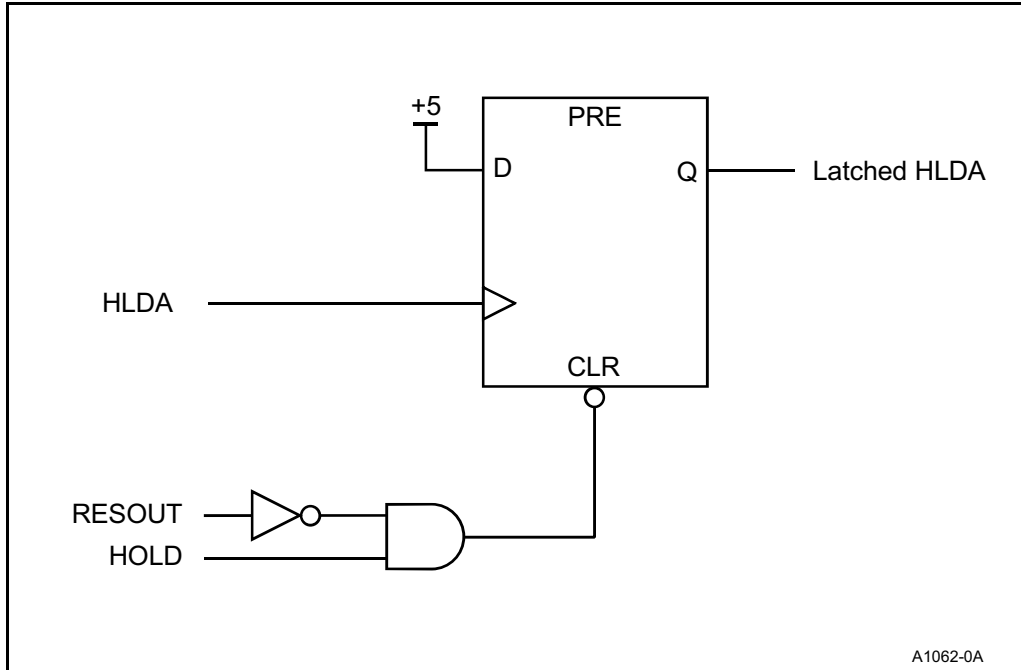 +5
PRE
D
Q
Latched HLDA
HLDA
CLR
RESOUT
HOLD
A1062-0A